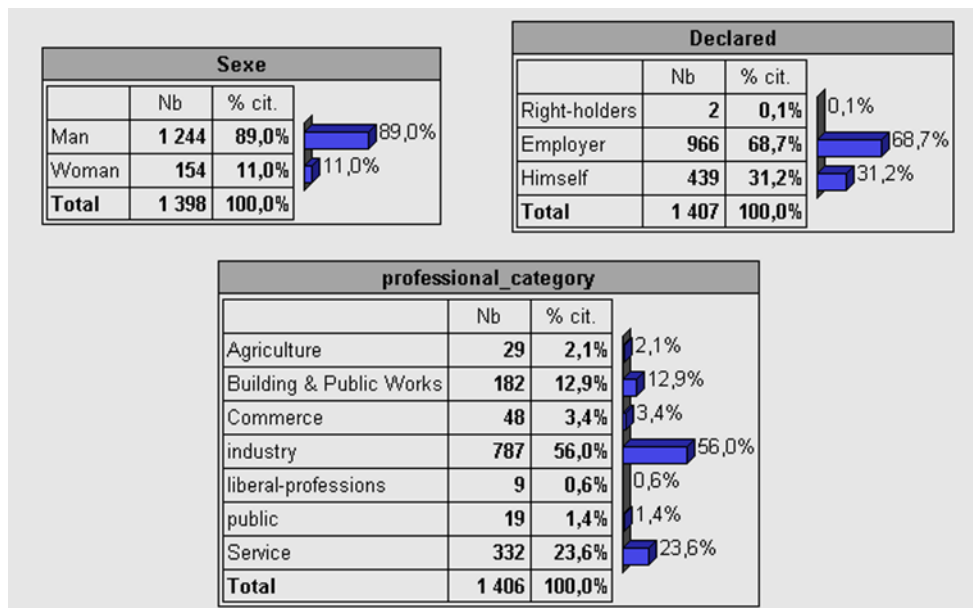 Sexe
Nb % cit.
Man 1 244 89,0% 89,0%
Woman 154 11,0% 11,0%
Total 1 398 100,0%
Declared
Nb % cit.
Right-holders 2 0,1% 0,1%
Employer 966 68,7% 68,7%
Himself 439 31,2% 31,2%
Total 1 407 100,0%
professional_category
Nb % cit.
Agriculture 29 2,1% 2,1%
Building & Public Works 182 12,9% 12,9%
Commerce 48 3,4% 3,4%
industry 787 56,0% 56,0%
liberal-professions 9 0,6% 0,6%
public 19 1,4% 1,4%
Service 332 23,6% 23,6%
Total 1 406 100,0%